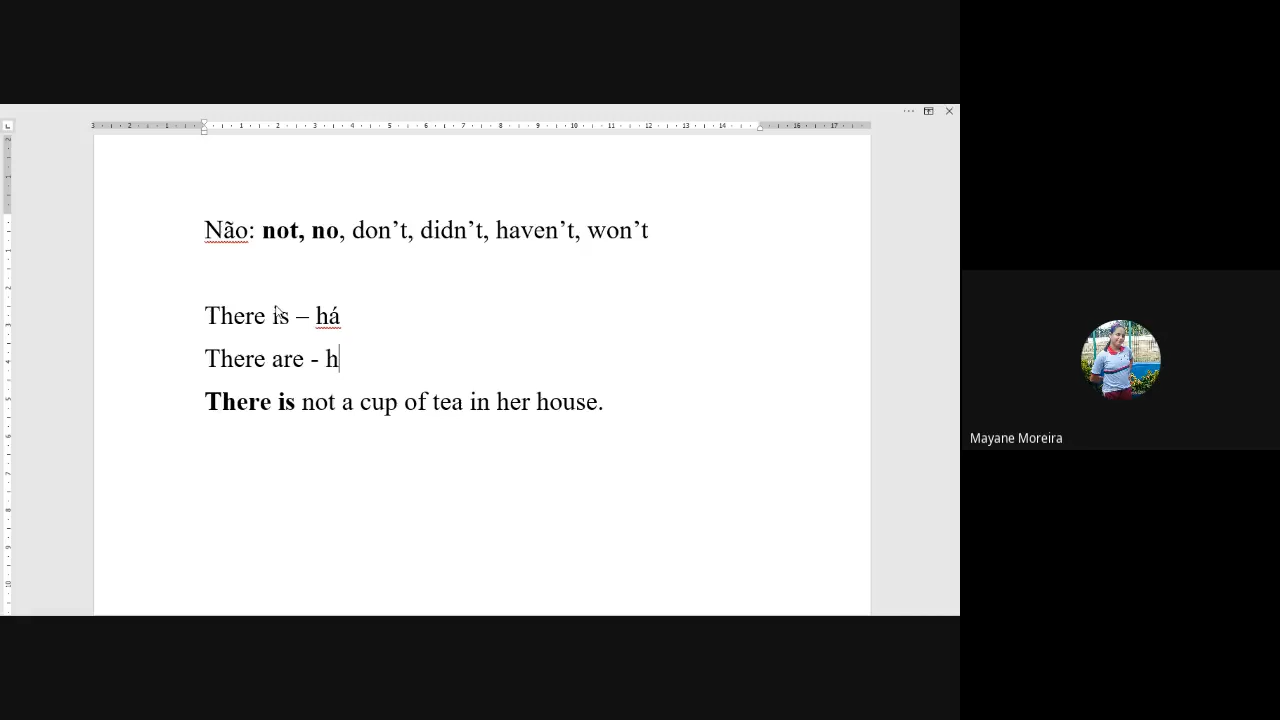 Não: not, no, don’t, didn’t, haven’t, won’t
There is – há
There are - h
There is not a cup of tea in her house.
Mayane Moreira